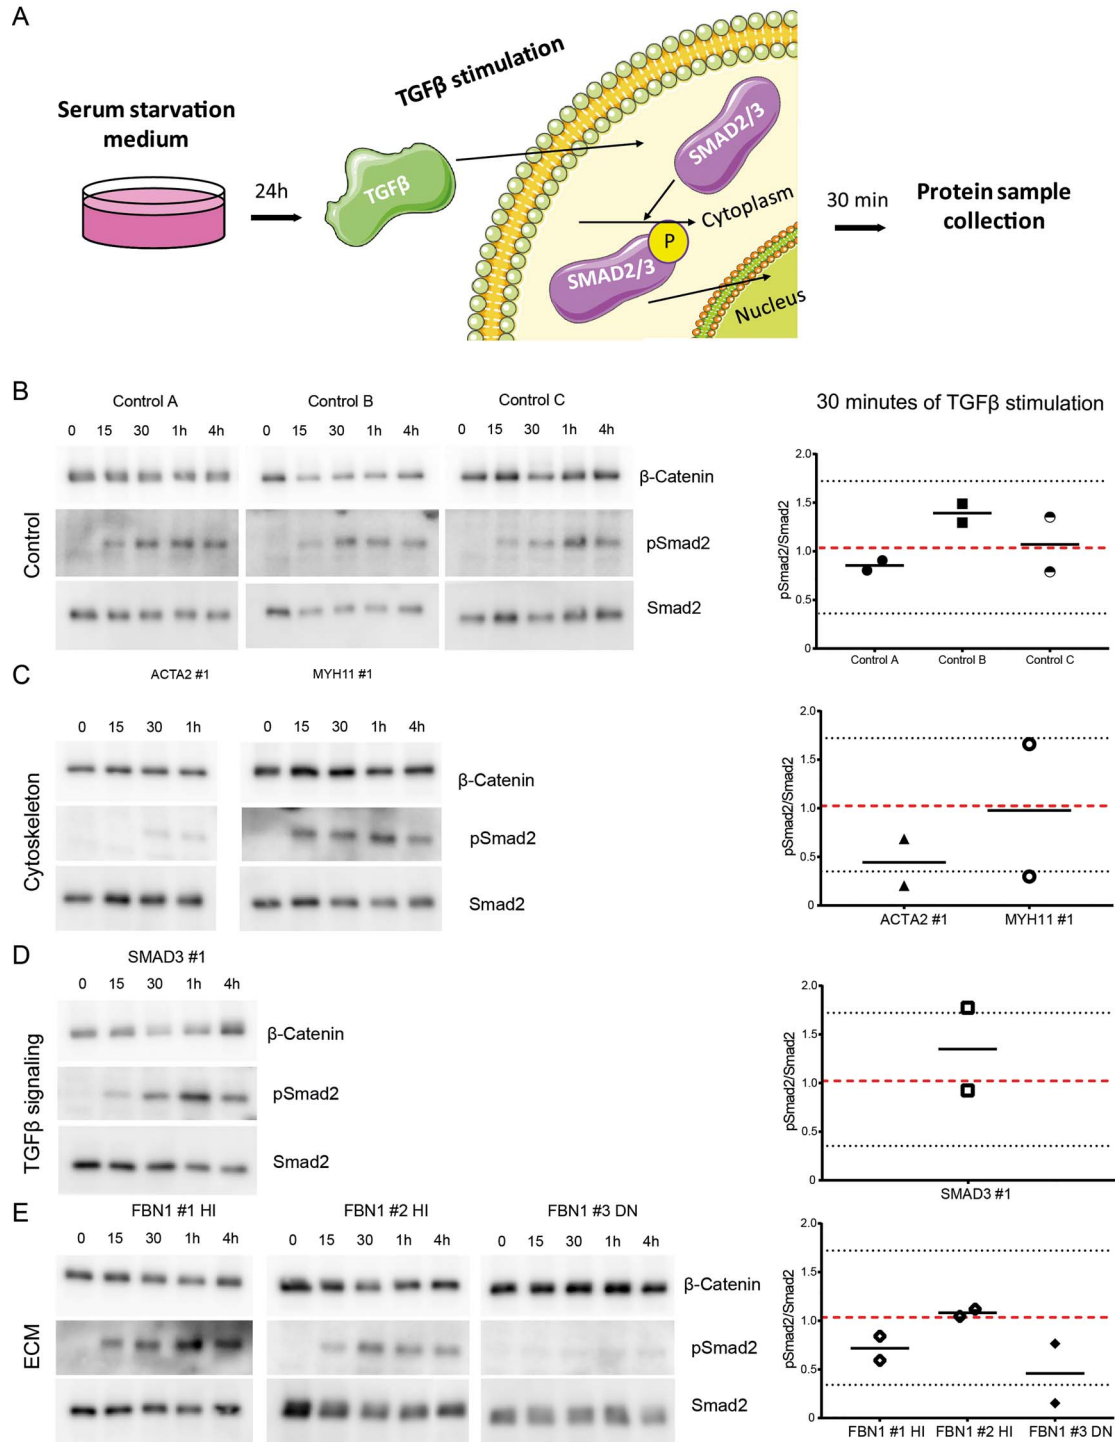 A
Serum starvation
medium
24h
TGFβ stimulation
TGFβ
SMAD2/3
Cytoplasm
P
SMAD2/3
Nucleus
30 min
Protein sample
collection
B
Control A Control B Control C
0 15 30 1h 4h 0 15 30 1h 4h 0 15 30 1h 4h
β-Catenin
Control
pSmad2
Smad2
30 minutes of TGFβ stimulation
pSmad2/Smad2
2.0
1.5
1.0
0.5
0
Control A Control B Control C
C
ACTA2 #1 MYH11 #1
0 15 30 1h 0 15 30 1h 4h
β-Catenin
Cytoskeleton
pSmad2
Smad2
pSmad2/Smad2
2.0
1.5
1.0
0.5
0
ACTA2 #1 MYH11 #1
D
SMAD3 #1
0 15 30 1h 4h
β-Catenin
TGFβ signaling
pSmad2
Smad2
pSmad2/Smad2
2.0
1.5
1.0
0.5
0
SMAD3 #1
E
FBN1 #1 HI FBN1 #2 HI FBN1 #3 DN
0 15 30 1h 4h 0 15 30 1h 4h 0 15 30 1h 4h
β-Catenin
ECM
pSmad2
Smad2
pSmad2/Smad2
2.0
1.5
1.0
0.5
0
FBN1 #1 HI FBN1 #2 HI FBN1 #3 DN